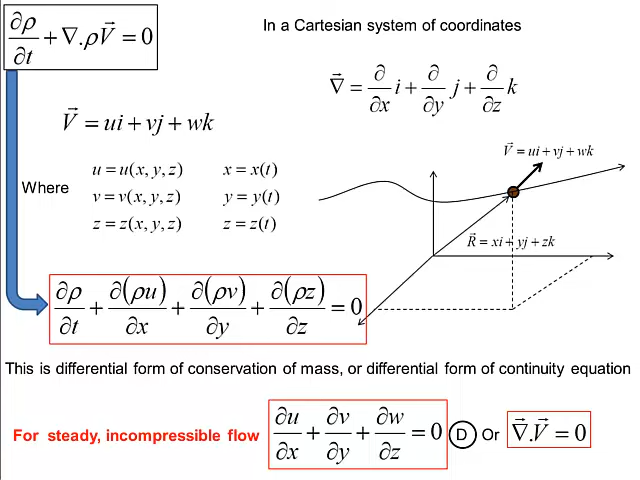 ∂ρ/∂t + ∇.ρV⃗ = 0
In a Cartesian system of coordinates
∇⃗ = ∂/∂x i + ∂/∂y j + ∂/∂z k
V⃗ = ui + vj + wk
Where
u = u(x, y, z) x = x(t)
v = v(x, y, z) y = y(t)
z = z(x, y, z) z = z(t)
V⃗ = ui + vj + wk
R⃗ = xi + yj + zk
∂ρ/∂t + ∂(ρu)/∂x + ∂(ρv)/∂y + ∂(ρz)/∂z = 0
This is differential form of conservation of mass, or differential form of continuity equation
For steady, incompressible flow ∂u/∂x + ∂v/∂y + ∂w/∂z = 0 D Or ∇⃗.V⃗ = 0